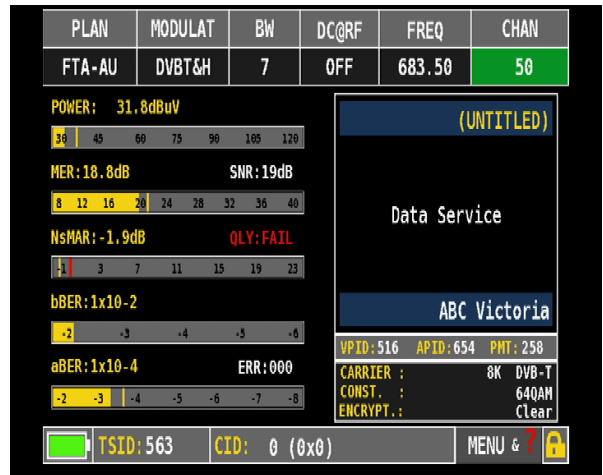 PLAN MODULAT BW DC@RF FREQ CHAN
FTA-AU DVBT&H 7 OFF 683.50 50
POWER: 31.8dBuV
30 45 60 75 90 105 120
MER:18.8dB SNR:19dB
8 12 16 20 24 28 32 36 40
NsMAR:-1.9dB QLY:FAIL
-1 3 7 11 15 19 23
bBER:1x10-2
-2 -3 -4 -5 -6
aBER:1x10-4 ERR:000
-2 -3 -4 -5 -6 -7 -8
(UNTITLED)
Data Service
ABC Victoria
VPID:516 APID:654 PMT:258
CARRIER : 8K DVB-T
CONST. : 64QAM
ENCRYPT.: Clear
TSID:563 CID: 0 (0x0) MENU & ?